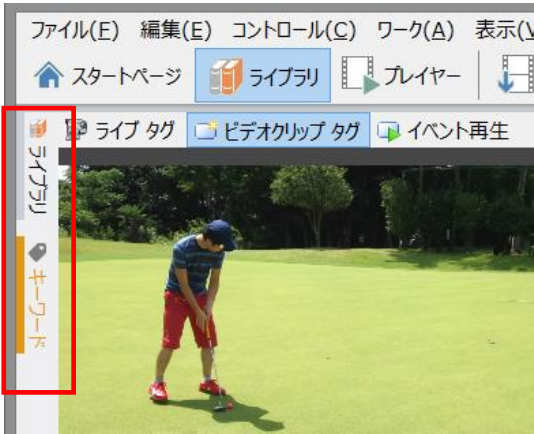 ファイル(F) 編集(E) コントロール(C) ワーク(A) 表示(V
スタートページ ライブラリ プレイヤー
ライブ タグ ビデオクリップ タグ イベント再生
ライブラリ
キーワード